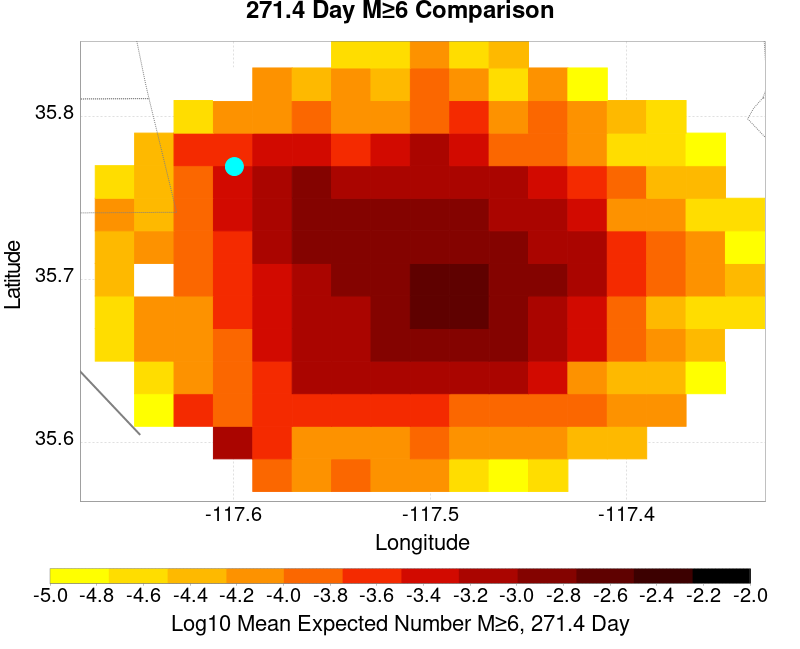 271.4 Day M≥6 Comparison
35.8
35.7
35.6
Latitude
-117.6 -117.5 -117.4
Longitude
-5.0 -4.8 -4.6 -4.4 -4.2 -4.0 -3.8 -3.6 -3.4 -3.2 -3.0 -2.8 -2.6 -2.4 -2.2 -2.0
Log10 Mean Expected Number M≥6, 271.4 Day